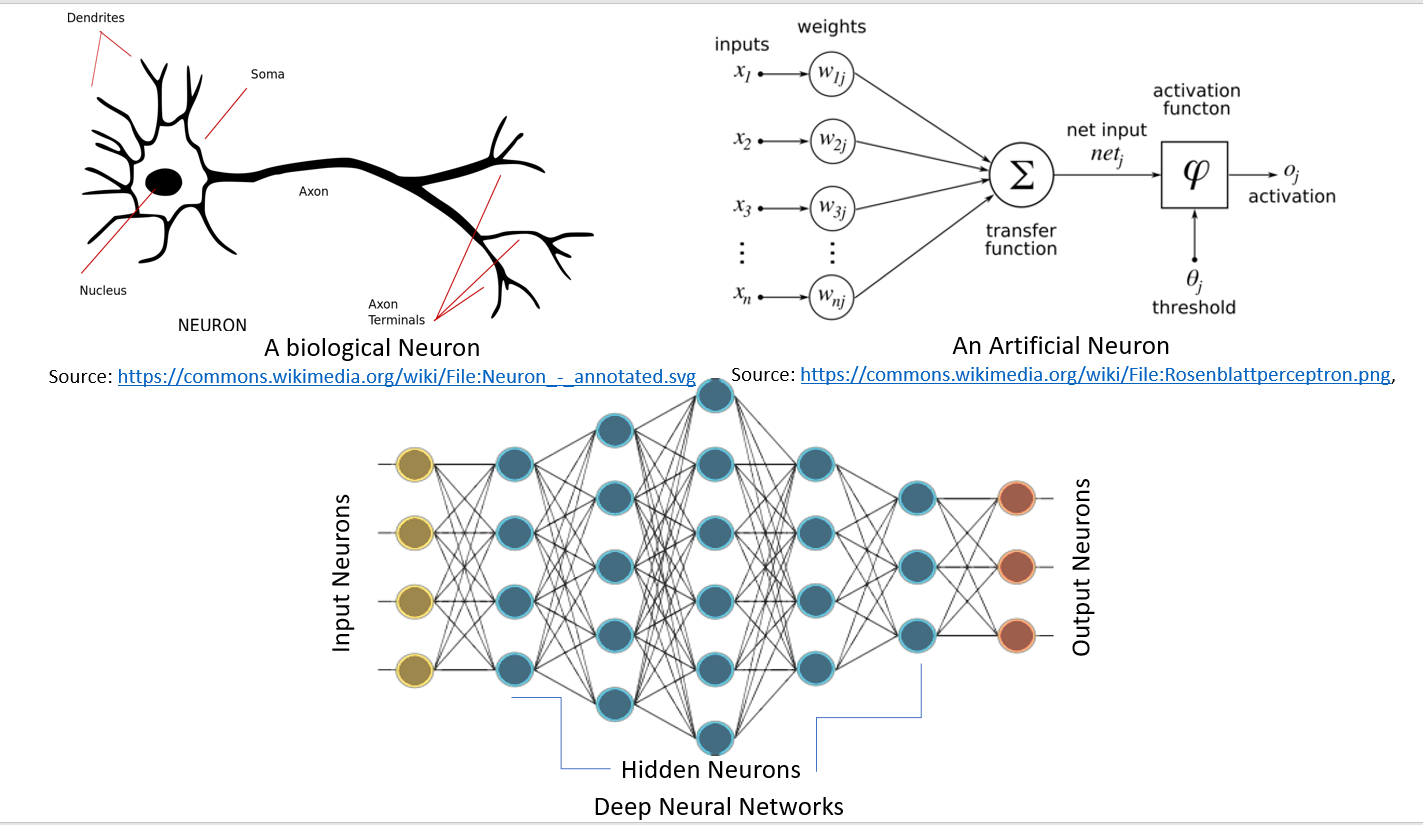 Dendrites
Soma
Axon
Nucleus
Axon
Terminals
NEURON
A biological Neuron
Source: https://commons.wikimedia.org/wiki/File:Neuron_-_annotated.svg
inputs
weights
x1
w1j
x2
w2j
x3
w3j
⋮
⋮
xn
wnj
Σ
transfer
function
net input
netj
activation
functon
φ
oj
activation
θj
threshold
An Artificial Neuron
Source: https://commons.wikimedia.org/wiki/File:Rosenblattperceptron.png,
Input Neurons
Output Neurons
Hidden Neurons
Deep Neural Networks